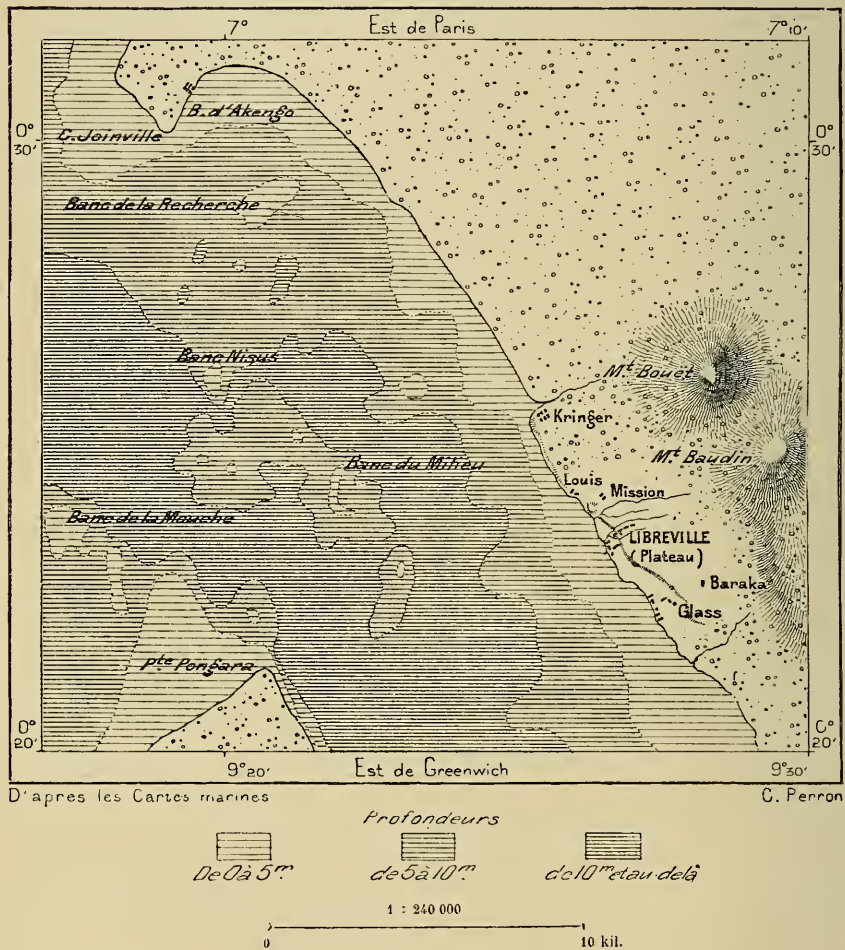 Est de Paris
7° 7° 10'
0° 30' 0° 30'
B. d'Akengo
C. Joinville
Banc de la Recherche
Banc Nisus
Mt Bouet
Kringer
Mt Baudin
Banc du Milieu
Louis
Mission
Banc de la Mouche
LIBREVILLE
(Plateau)
Baraka
Glass
pte Pongara
0° 20' 0° 20'
9° 20' 9° 30'
Est de Greenwich
D'apres les Cartes marines C. Perron
Profondeurs
De 0 à 5m. de 5 à 10m. de 10m et au-delà
1 : 240 000
0 10 kil.